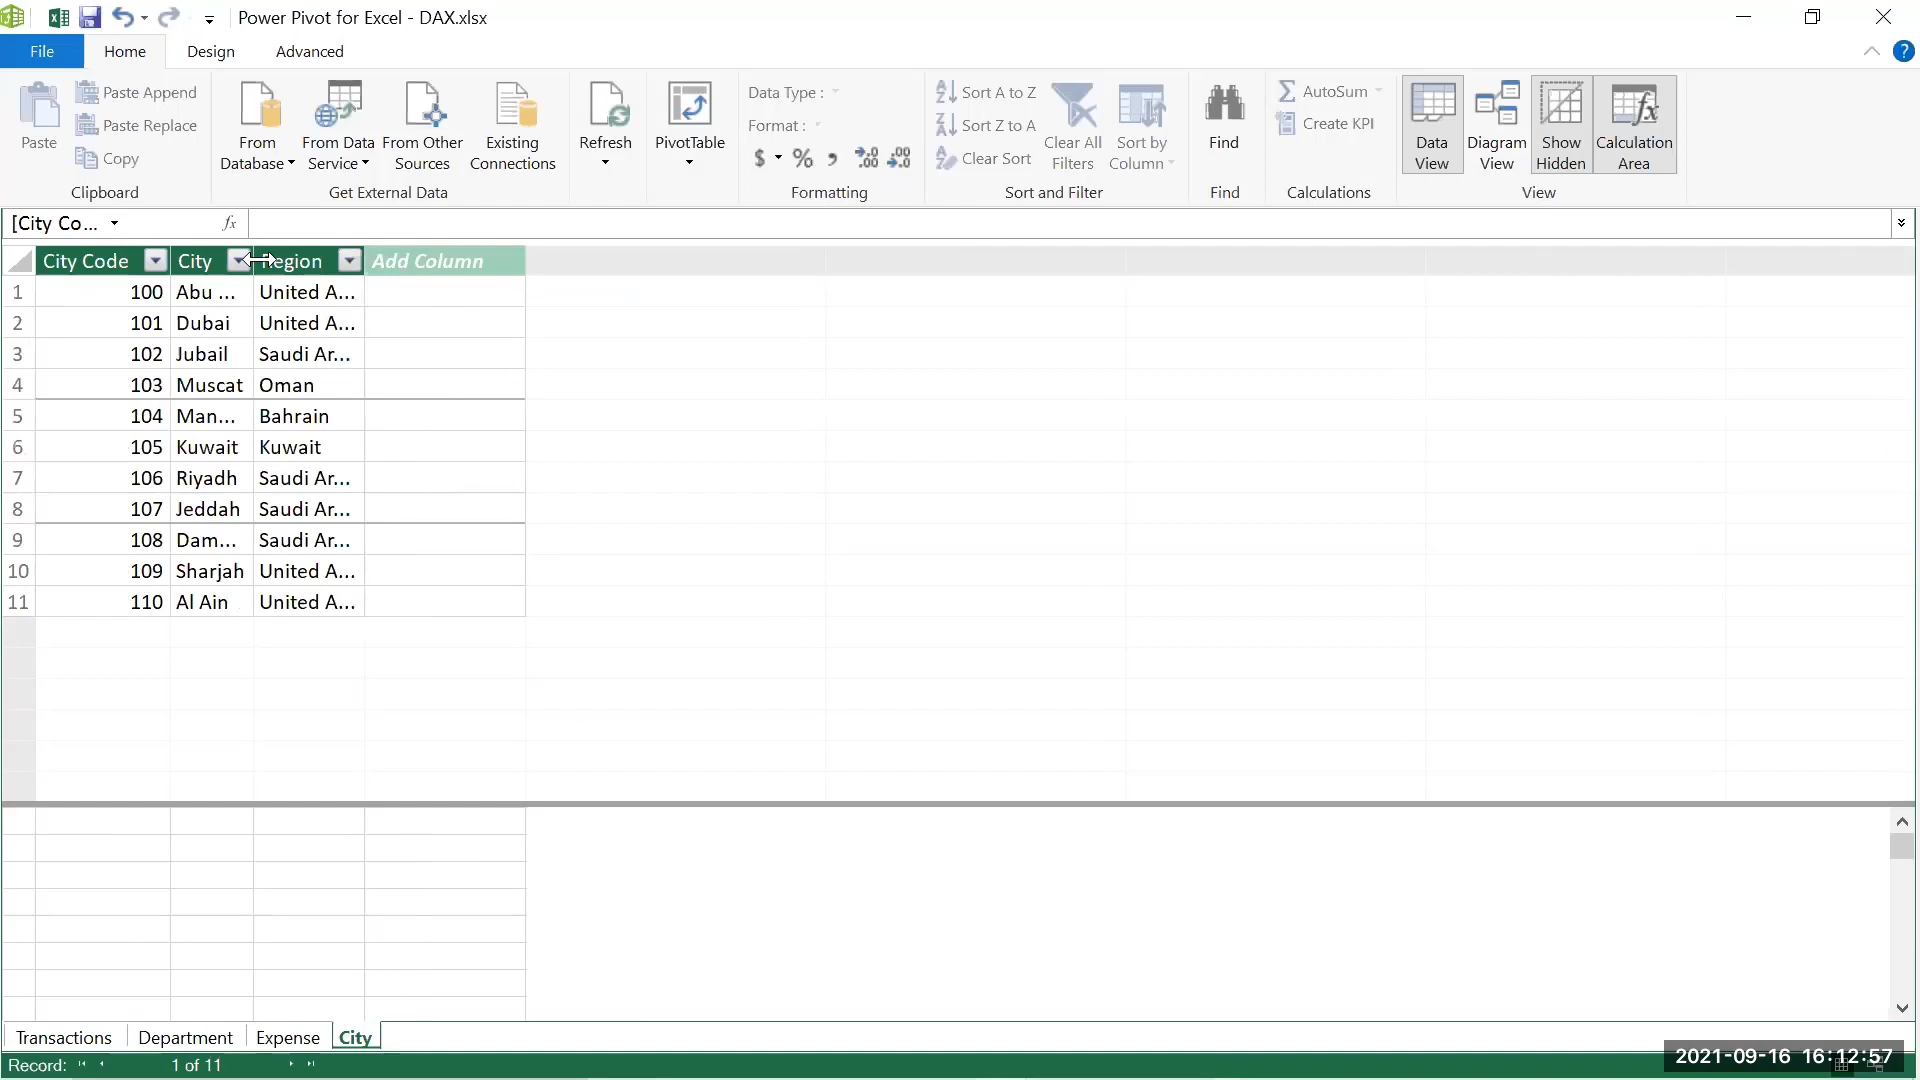 Power Pivot for Excel - DAX.xlsx
File Home Design Advanced ?
Paste
Paste Append
Paste Replace
Copy
Clipboard
From Database
From Data Service
From Other Sources
Existing Connections
Get External Data
Refresh
PivotTable
Data Type :
Format :
$ % ,
Formatting
Sort A to Z
Sort Z to A
Clear Sort
Clear All Filters
Sort by Column
Sort and Filter
Find
Find
AutoSum
Create KPI
Calculations
Data View
Diagram View
Show Hidden
Calculation Area
View
[City Co... fx
City Code City Region Add Column
1 100 Abu ... United A...
2 101 Dubai United A...
3 102 Jubail Saudi Ar...
4 103 Muscat Oman
5 104 Man... Bahrain
6 105 Kuwait Kuwait
7 106 Riyadh Saudi Ar...
8 107 Jeddah Saudi Ar...
9 108 Dam... Saudi Ar...
10 109 Sharjah United A...
11 110 Al Ain United A...
Transactions Department Expense City
Record: 1 of 11
2021-09-16 16:12:57